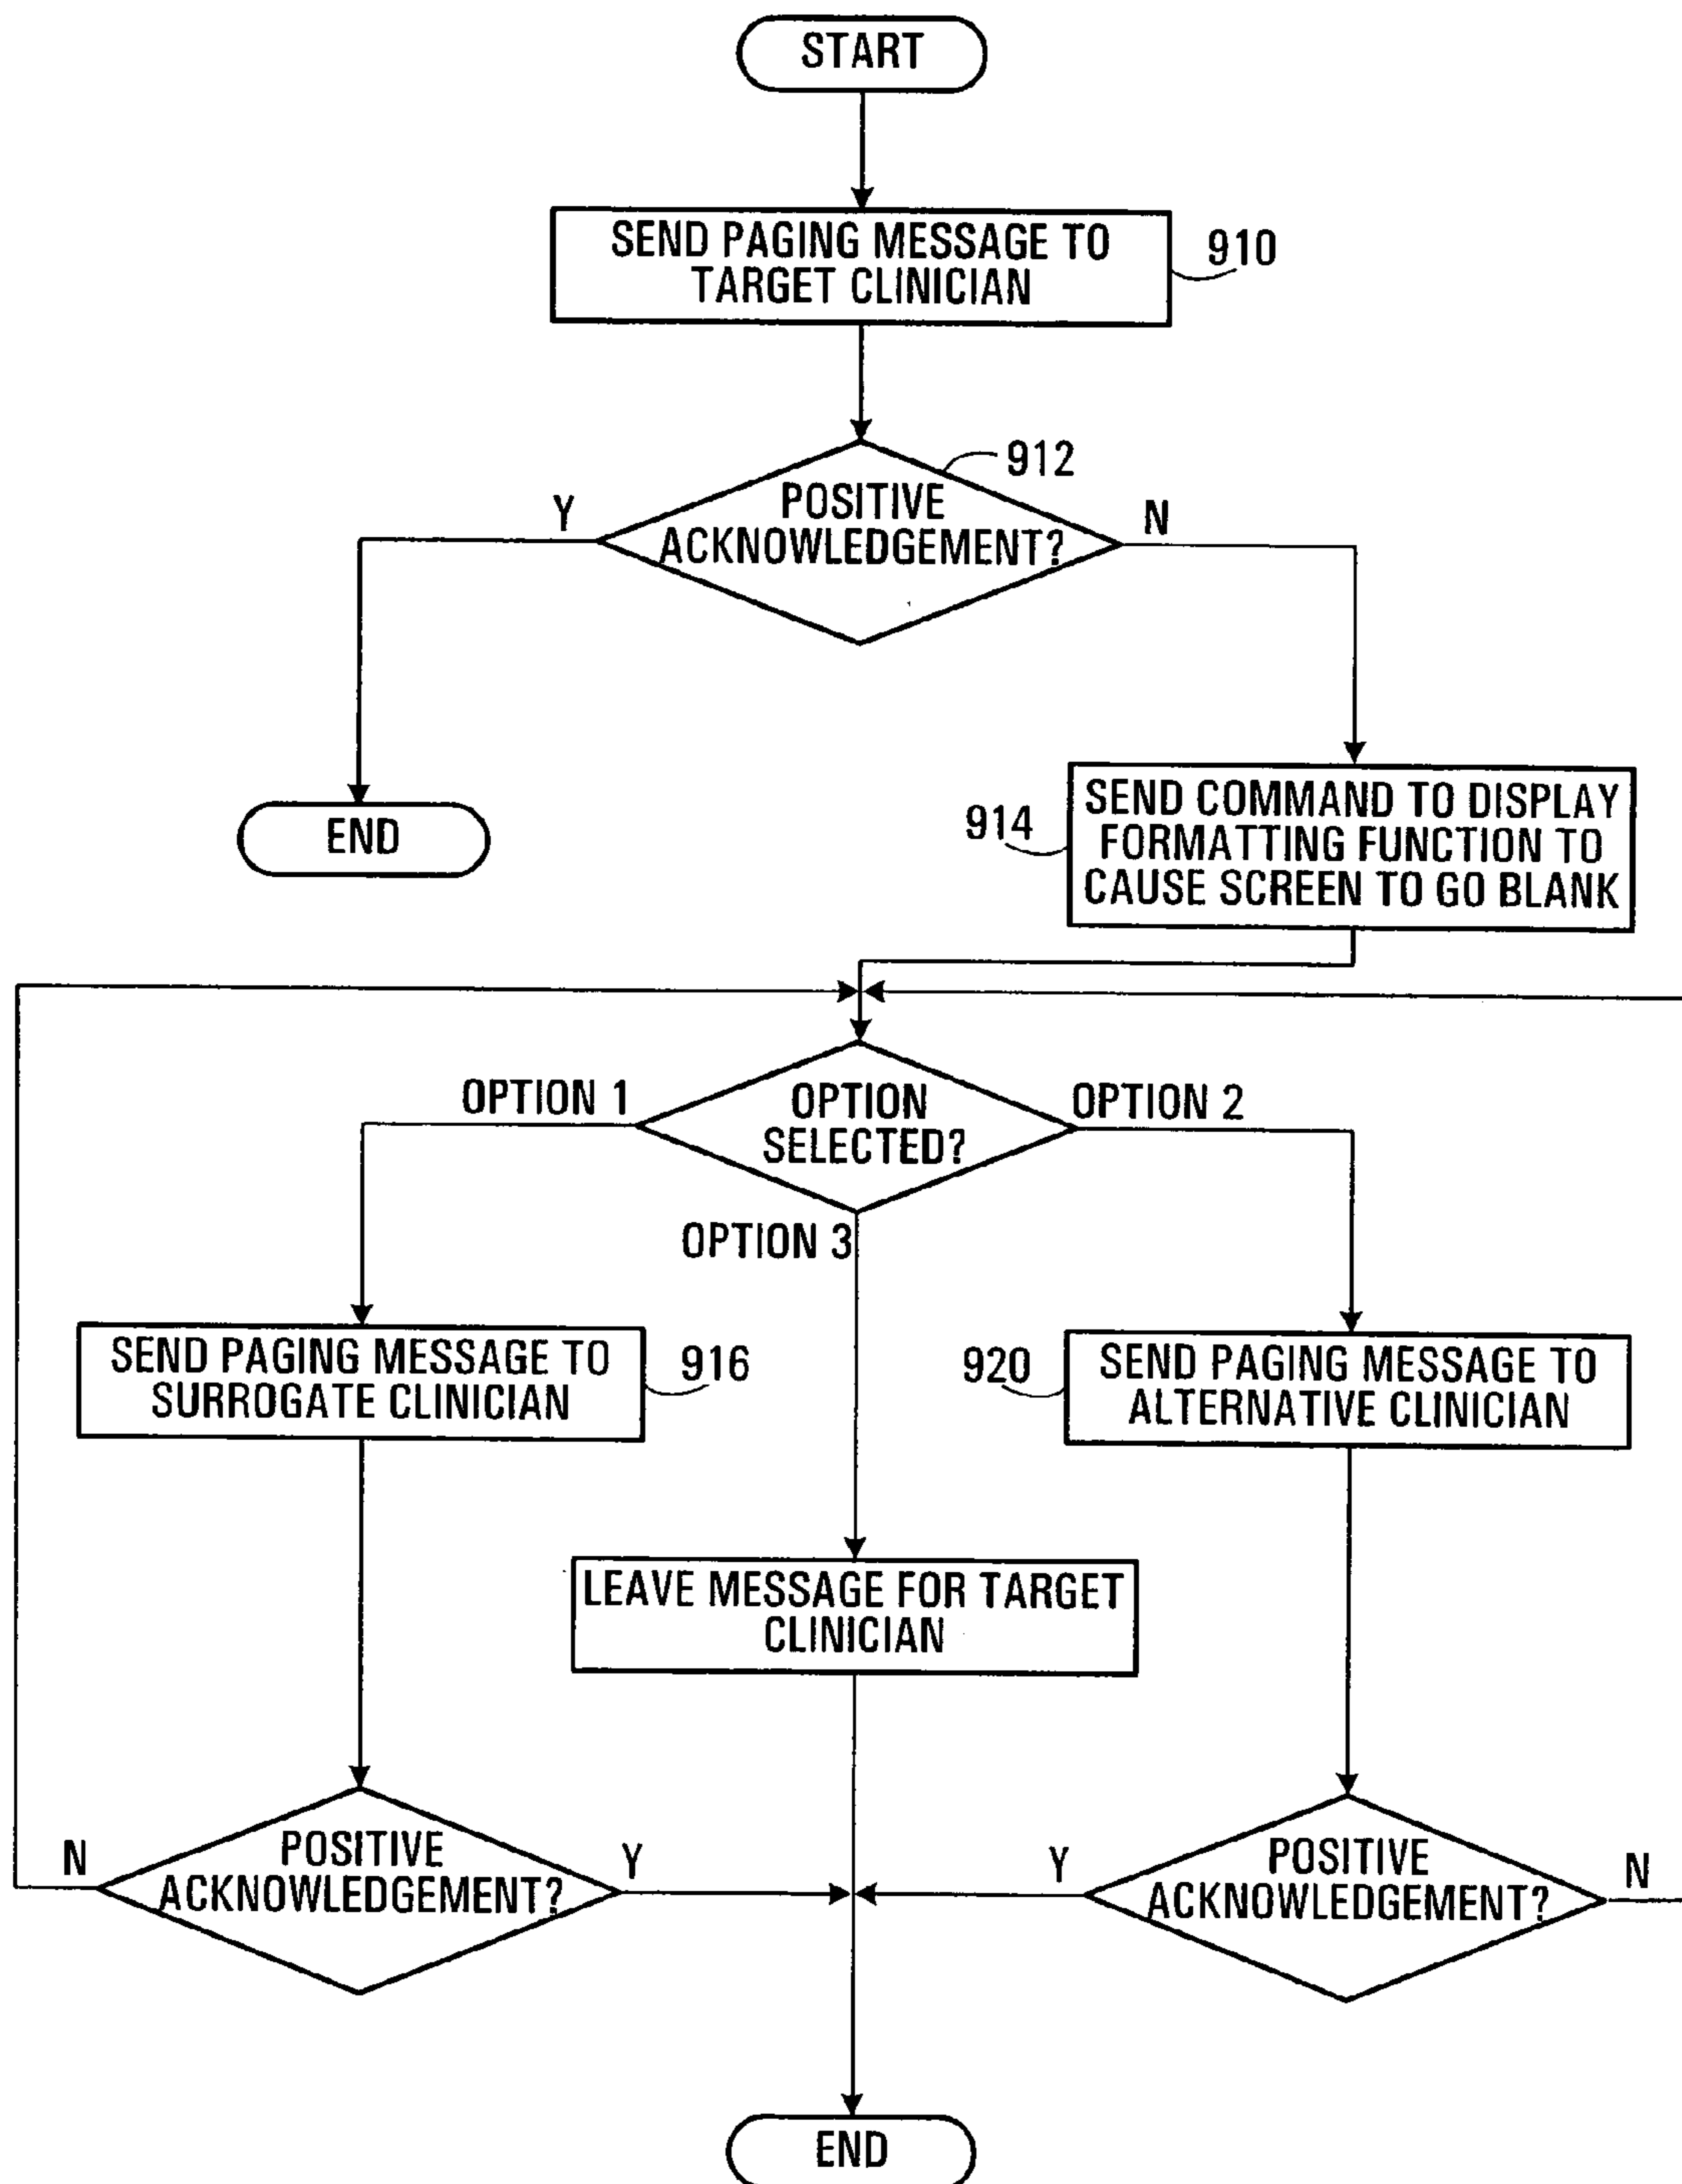 START
SEND PAGING MESSAGE TO
TARGET CLINICIAN
910
912
POSITIVE
ACKNOWLEDGEMENT?
Y
N
END
914
SEND COMMAND TO DISPLAY
FORMATTING FUNCTION TO
CAUSE SCREEN TO GO BLANK
OPTION 1
OPTION
SELECTED?
OPTION 2
OPTION 3
SEND PAGING MESSAGE TO
SURROGATE CLINICIAN
916
920
SEND PAGING MESSAGE TO
ALTERNATIVE CLINICIAN
LEAVE MESSAGE FOR TARGET
CLINICIAN
N
POSITIVE
ACKNOWLEDGEMENT?
Y
Y
POSITIVE
ACKNOWLEDGEMENT?
N
END